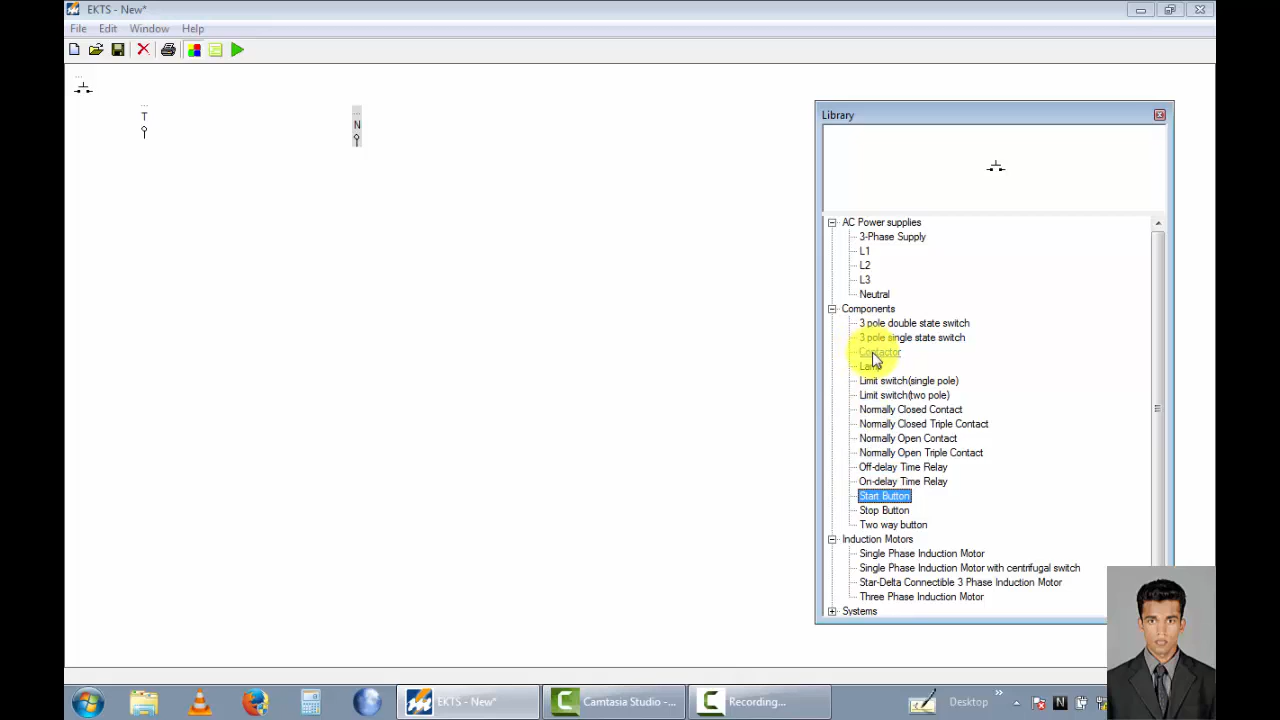 EKTS - New*
File Edit Window Help
...
...
T
...
N
Library
AC Power supplies
3-Phase Supply
L1
L2
L3
Neutral
Components
3 pole double state switch
3 pole single state switch
Contactor
Lamp
Limit switch(single pole)
Limit switch(two pole)
Normally Closed Contact
Normally Closed Triple Contact
Normally Open Contact
Normally Open Triple Contact
Off-delay Time Relay
On-delay Time Relay
Start Button
Stop Button
Two way button
Induction Motors
Single Phase Induction Motor
Single Phase Induction Motor with centrifugal switch
Star-Delta Connectible 3 Phase Induction Motor
Three Phase Induction Motor
Systems
EKTS - New* Camtasia Studio -... Recording... Desktop » N